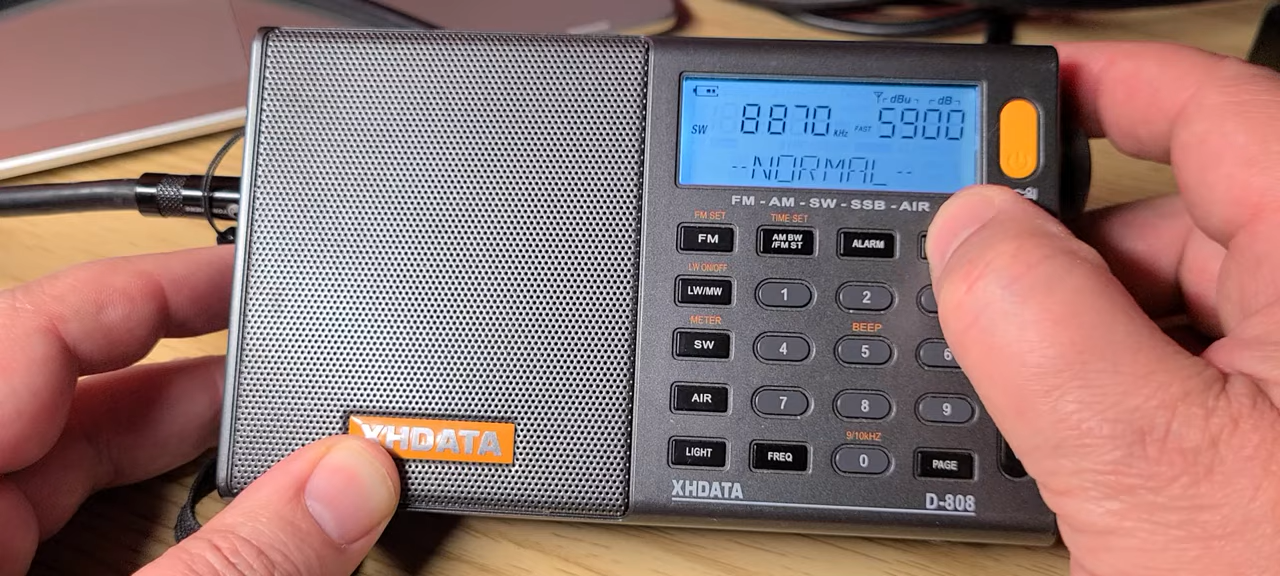 dBu dB
SW 8870 kHz FAST 5900
--NORMAL--
FM - AM - SW - SSB - AIR
FM SET TIME SET
FM AM BW /FM ST ALARM
LW ON/OFF
LW/MW 1 2
METER BEEP
SW 4 5 6
AIR 7 8 9
9/10kHz
LIGHT FREQ 0 PAGE
XHDATA
XHDATA D-808